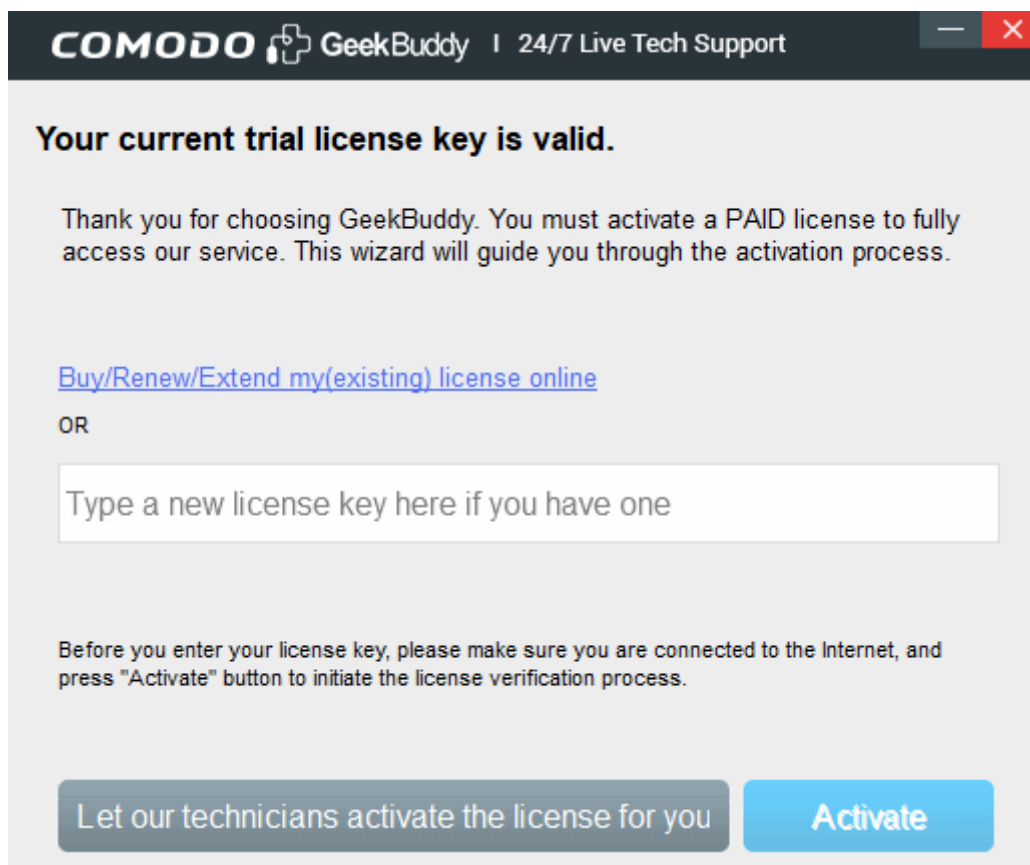 COMODO GeekBuddy | 24/7 Live Tech Support
Your current trial license key is valid.
Thank you for choosing GeekBuddy. You must activate a PAID license to fully
access our service. This wizard will guide you through the activation process.
Buy/Renew/Extend my(existing) license online
OR
Type a new license key here if you have one
Before you enter your license key, please make sure you are connected to the Internet, and
press "Activate" button to initiate the license verification process.
Let our technicians activate the license for you
Activate